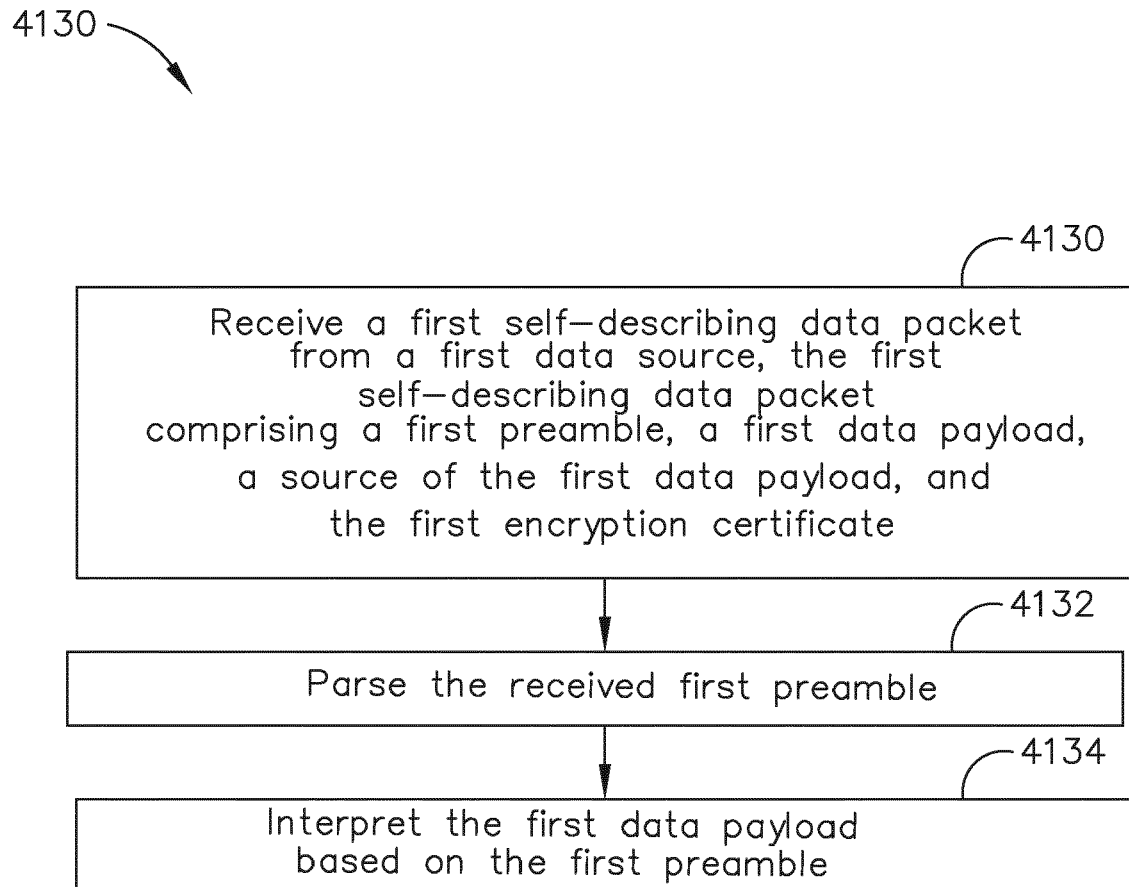 4130
4130
Receive a first self-describing data packet
from a first data source, the first
self-describing data packet
comprising a first preamble, a first data payload,
a source of the first data payload, and
the first encryption certificate
4132
Parse the received first preamble
4134
Interpret the first data payload
based on the first preamble